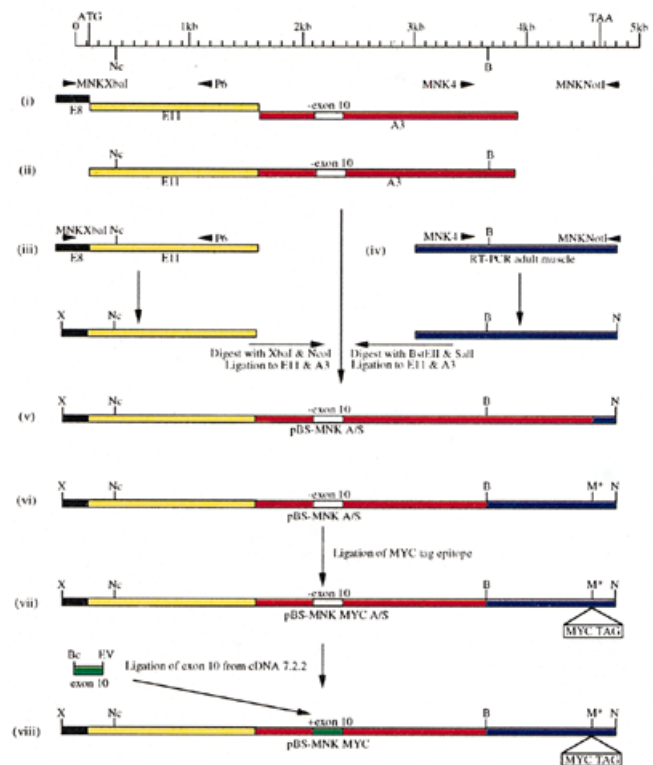 ATG TAA
0 1kb 2kb 3kb 4kb 5kb
Nc B
MNKXbaI P6 MNK4 MNKNotI
(i) -exon 10
E8 E11 A3
(ii) Nc -exon 10 B
E11 A3
MNKXbaI Nc P6 MNK4 B MNKNotI
(iii) (iv)
E8 E11 RT-PCR adult muscle
X Nc B N
Digest with XbaI & NcoI Digest with BstEII & SalI
Ligation to E11 & A3 Ligation to E11 & A3
X Nc -exon 10 B N
(v)
pBS-MNK A/S
X Nc -exon 10 B M* N
(vi)
pBS-MNK A/S
Ligation of MYC tag epitope
X Nc -exon 10 B M* N
(vii)
pBS-MNK MYC A/S
MYC TAG
Bc EV
Ligation of exon 10 from cDNA 7.2.2
exon 10
X Nc +exon 10 B M* N
(viii)
pBS-MNK MYC
MYC TAG